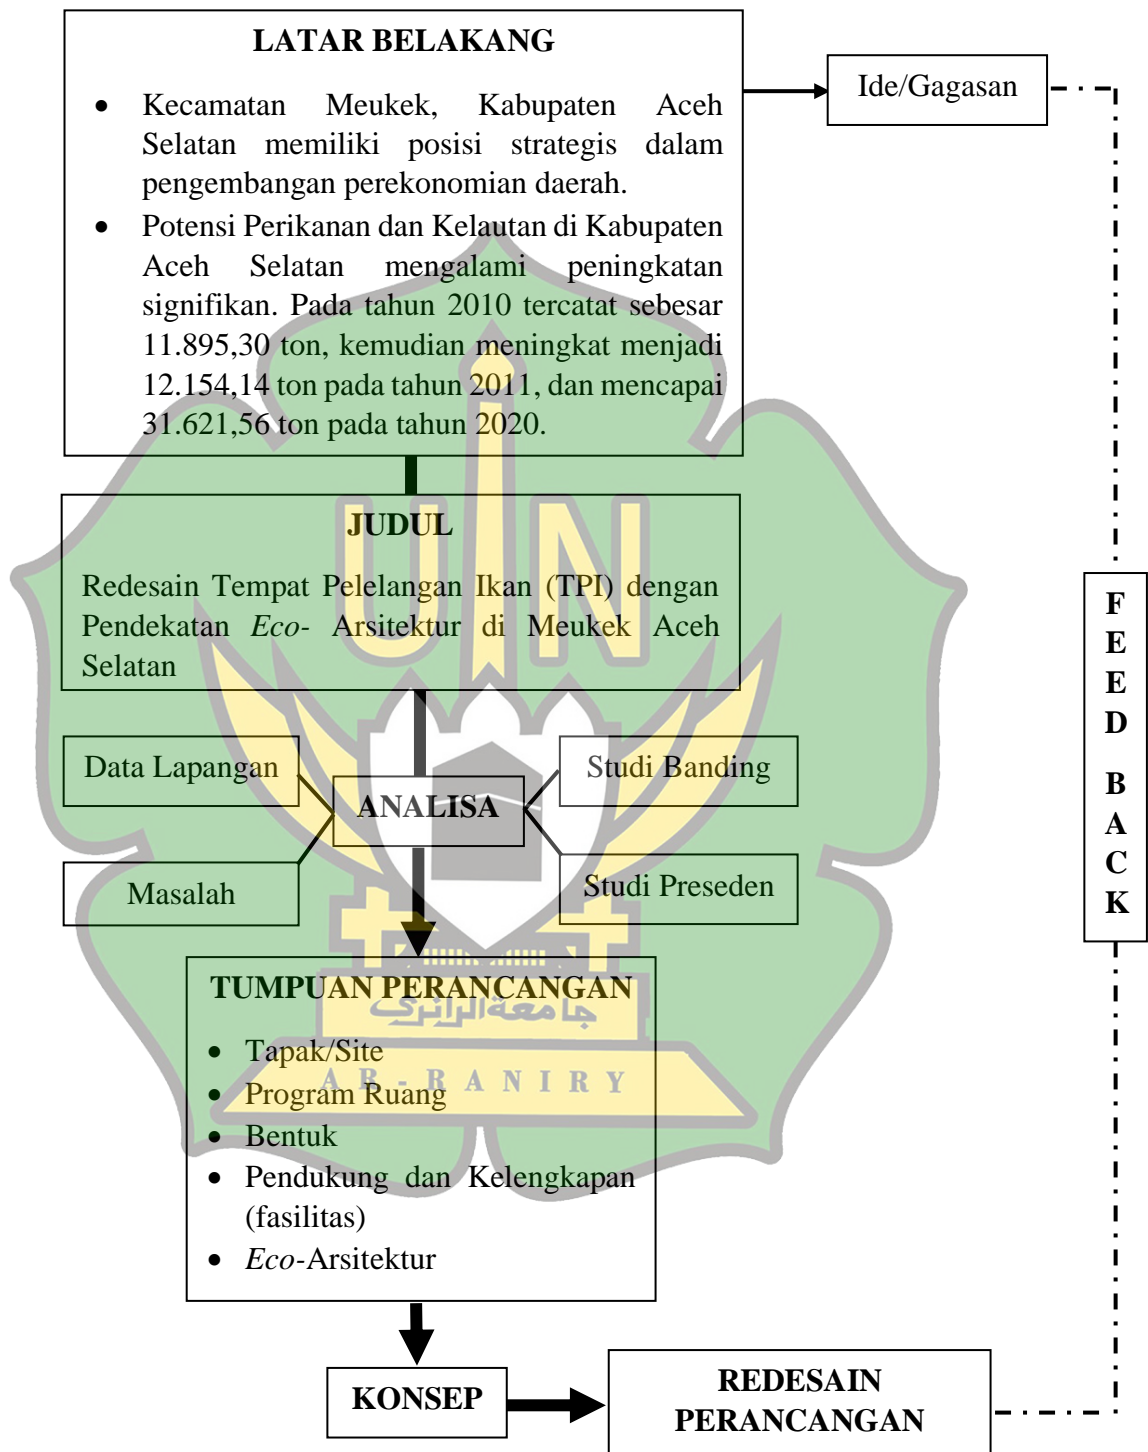 LATAR BELAKANG
• Kecamatan Meukek, Kabupaten Aceh
Selatan memiliki posisi strategis dalam
pengembangan perekonomian daerah.
• Potensi Perikanan dan Kelautan di Kabupaten
Aceh Selatan mengalami peningkatan
signifikan. Pada tahun 2010 tercatat sebesar
11.895,30 ton, kemudian meningkat menjadi
12.154,14 ton pada tahun 2011, dan mencapai
31.621,56 ton pada tahun 2020.
Ide/Gagasan
UIN
JUDUL
Redesain Tempat Pelelangan Ikan (TPI) dengan
Pendekatan Eco- Arsitektur di Meukek Aceh
Selatan
FEED BACK
Data Lapangan
Studi Banding
ANALISA
Masalah
Studi Preseden
TUMPUAN PERANCANGAN
جامعة الرانري
• Tapak/Site
AR-RANIRY
• Program Ruang
• Bentuk
• Pendukung dan Kelengkapan
(fasilitas)
• Eco-Arsitektur
KONSEP
REDESAIN
PERANCANGAN